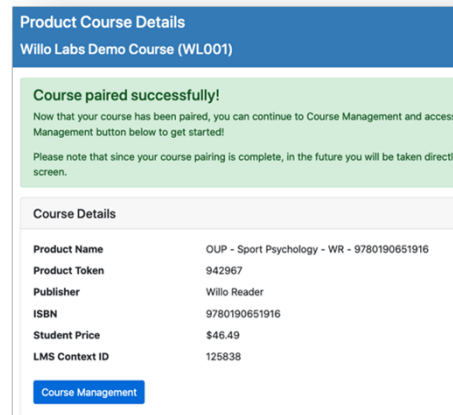 Product Course Details
Willo Labs Demo Course (WL001)
Course paired successfully!
Now that your course has been paired, you can continue to Course Management and access
Management button below to get started!
Please note that since your course pairing is complete, in the future you will be taken directl
screen.
Course Details
Product Name OUP - Sport Psychology - WR - 9780190651916
Product Token 942967
Publisher Willo Reader
ISBN 9780190651916
Student Price $46.49
LMS Context ID 125838
Course Management